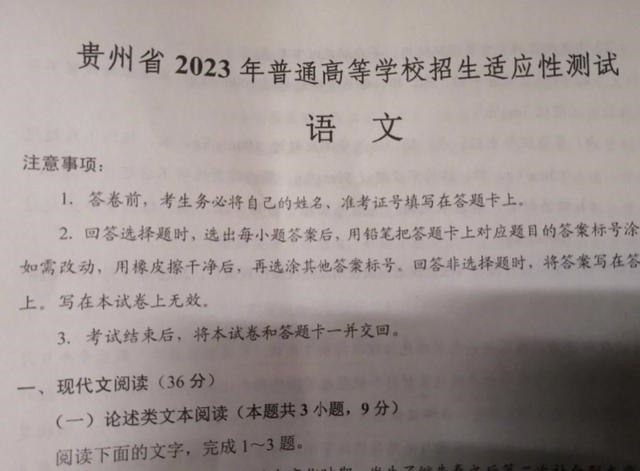 贵州省 2023 年普通高等学校招生适应性测试
语 文
注意事项：
1. 答卷前，考生务必将自己的姓名、准考证号填写在答题卡上。
2. 回答选择题时，选出每小题答案后，用铅笔把答题卡上对应题目的答案标号涂
如需改动，用橡皮擦干净后，再选涂其他答案标号。回答非选择题时，将答案写在答
上。写在本试卷上无效。
3. 考试结束后，将本试卷和答题卡一并交回。
一、现代文阅读（36 分）
（一）论述类文本阅读（本题共 3 小题，9 分）
阅读下面的文字，完成 1～3 题。